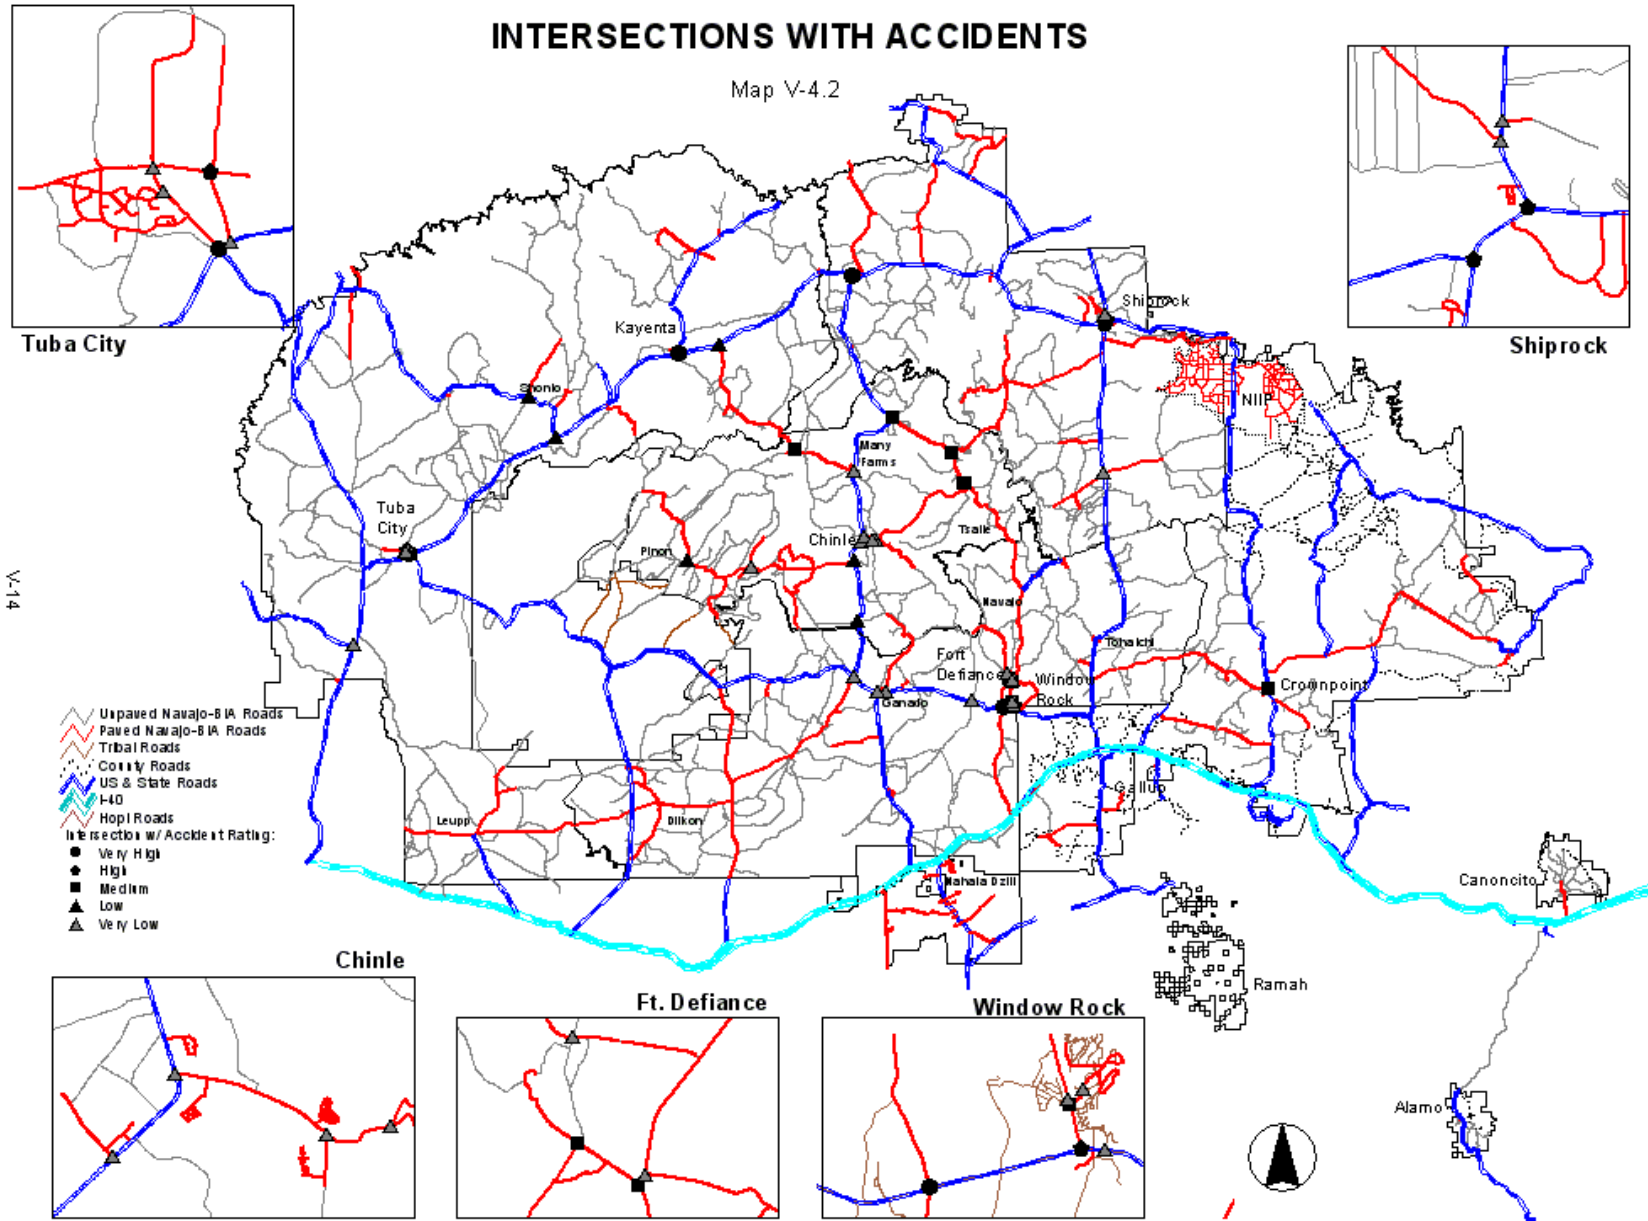 INTERSECTIONS WITH ACCIDENTS
Map V-4.2
Tuba City
Shiprock
Shiprock
Kayenta
Shonto
NIIP
Many
Farms
Tuba
City
Chinle
Tsaile
Pinon
V-14
Navajo
Tohatchi
Fort
Defiance
Window
Rock
Crownpoint
Ganado
Unpaved Navajo-BIA Roads
Paved Navajo-BIA Roads
Tribal Roads
County Roads
US & State Roads
I-40
Hopi Roads
Intersection w/ Accident Rating:
Very High
High
Medium
Low
Very Low
Leupp
Dilkon
Gallup
Nahata Dziil
Canoncito
Chinle
Ft. Defiance
Window Rock
Ramah
Alamo